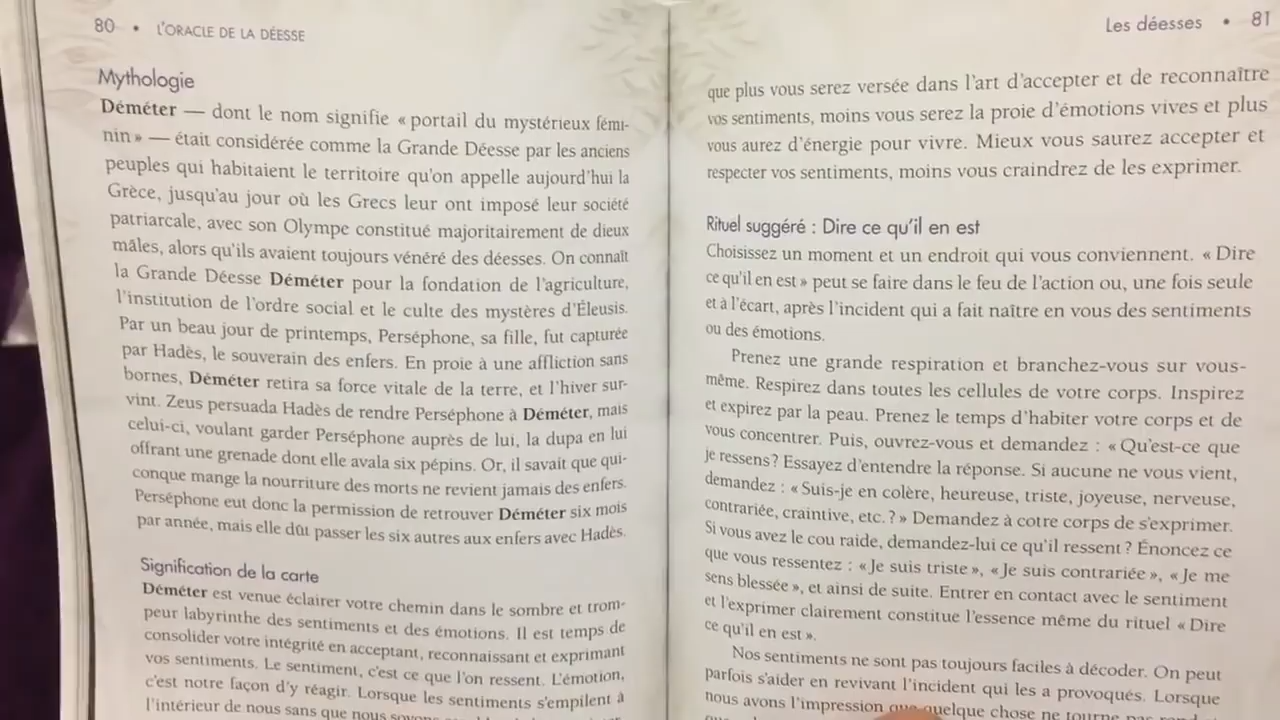 80 • L'ORACLE DE LA DÉESSE
Mythologie
Déméter — dont le nom signifie « portail du mystérieux fémi-
nin » — était considérée comme la Grande Déesse par les anciens
peuples qui habitaient le territoire qu'on appelle aujourd'hui la
Grèce, jusqu'au jour où les Grecs leur ont imposé leur société
patriarcale, avec son Olympe constitué majoritairement de dieux
mâles, alors qu'ils avaient toujours vénéré des déesses. On connaît
la Grande Déesse Déméter pour la fondation de l'agriculture,
l'institution de l'ordre social et le culte des mystères d'Éleusis.
Par un beau jour de printemps, Perséphone, sa fille, fut capturée
par Hadès, le souverain des enfers. En proie à une affliction sans
bornes, Déméter retira sa force vitale de la terre, et l'hiver sur-
vint. Zeus persuada Hadès de rendre Perséphone à Déméter, mais
celui-ci, voulant garder Perséphone auprès de lui, la dupa en lui
offrant une grenade dont elle avala six pépins. Or, il savait que qui-
conque mange la nourriture des morts ne revient jamais des enfers.
Perséphone eut donc la permission de retrouver Déméter six mois
par année, mais elle dût passer les six autres aux enfers avec Hadès.
Signification de la carte
Déméter est venue éclairer votre chemin dans le sombre et trom-
peur labyrinthe des sentiments et des émotions. Il est temps de
consolider votre intégrité en acceptant, reconnaissant et exprimant
vos sentiments. Le sentiment, c'est ce que l'on ressent. L'émotion,
c'est notre façon d'y réagir. Lorsque les sentiments s'empilent à
l'intérieur de nous sans que nous
Les déesses • 81
que plus vous serez versée dans l'art d'accepter et de reconnaître
vos sentiments, moins vous serez la proie d'émotions vives et plus
vous aurez d'énergie pour vivre. Mieux vous saurez accepter et
respecter vos sentiments, moins vous craindrez de les exprimer.
Rituel suggéré : Dire ce qu'il en est
Choisissez un moment et un endroit qui vous conviennent. « Dire
ce qu'il en est » peut se faire dans le feu de l'action ou, une fois seule
et à l'écart, après l'incident qui a fait naître en vous des sentiments
ou des émotions.
Prenez une grande respiration et branchez-vous sur vous-
même. Respirez dans toutes les cellules de votre corps. Inspirez
et expirez par la peau. Prenez le temps d'habiter votre corps et de
vous concentrer. Puis, ouvrez-vous et demandez : « Qu'est-ce que
je ressens? Essayez d'entendre la réponse. Si aucune ne vous vient,
demandez : « Suis-je en colère, heureuse, triste, joyeuse, nerveuse,
contrariée, craintive, etc. ? » Demandez à cotre corps de s'exprimer.
Si vous avez le cou raide, demandez-lui ce qu'il ressent ? Énoncez ce
que vous ressentez : « Je suis triste », « Je suis contrariée », « Je me
sens blessée », et ainsi de suite. Entrer en contact avec le sentiment
et l'exprimer clairement constitue l'essence même du rituel « Dire
ce qu'il en est ».
Nos sentiments ne sont pas toujours faciles à décoder. On peut
parfois s'aider en revivant l'incident qui les a provoqués. Lorsque
nous avons l'impression que quelque chose ne tourne pas